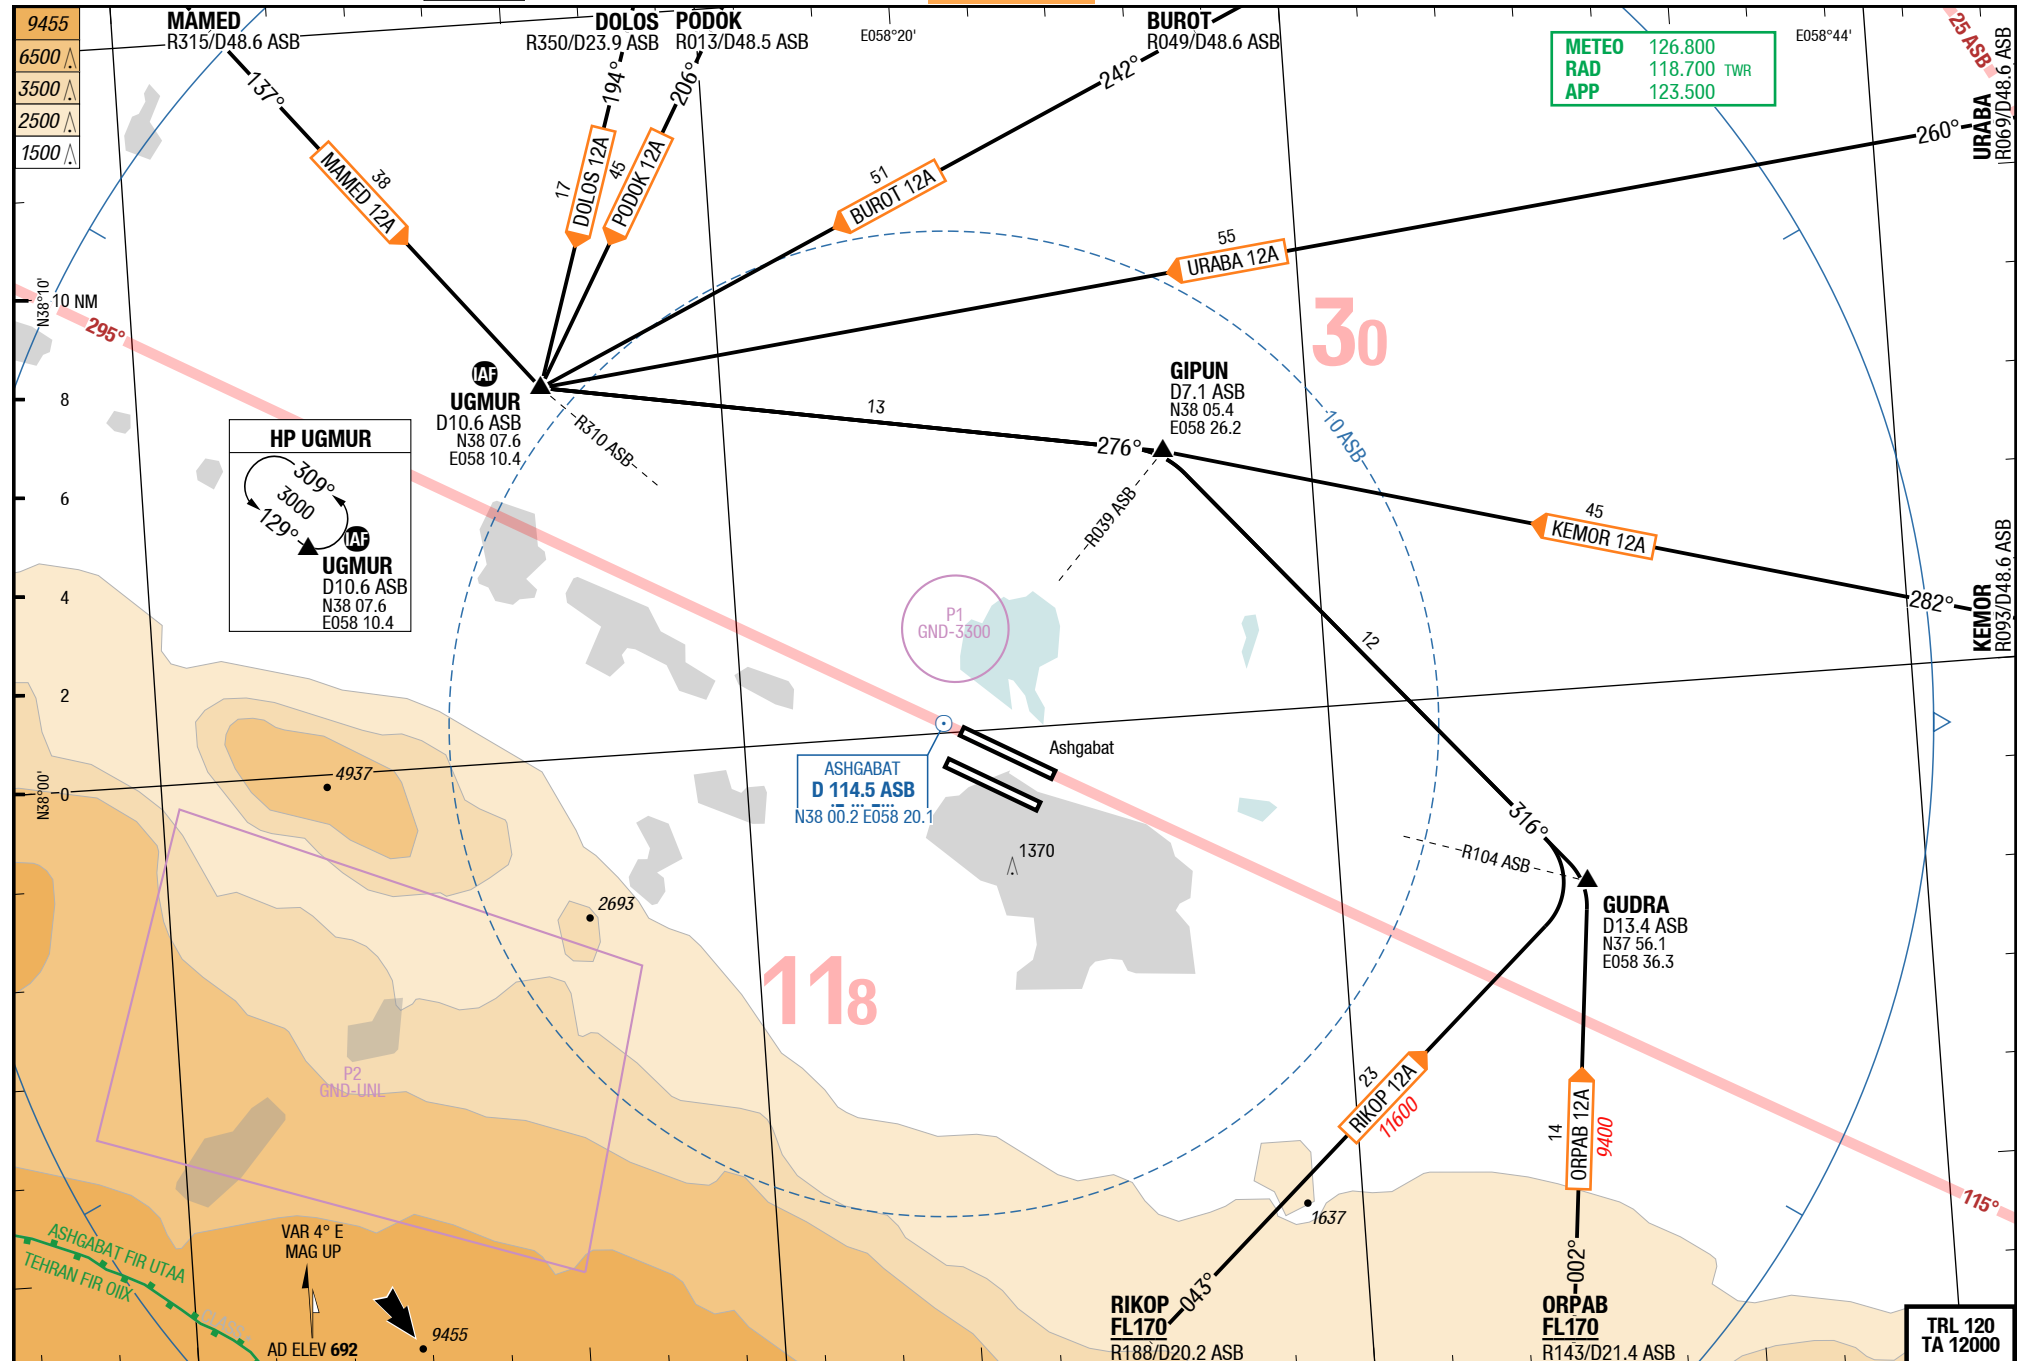 9455
6500
3500
2500
1500
MAMED
R315/D48.6 ASB
DOLOS
R350/D23.9 ASB
PODOK
R013/D48.5 ASB
E058°20'
BUROT
R049/D48.6 ASB
METEO 126.800
RAD 118.700 TWR
APP 123.500
E058°44'
25 ASB
URABA
R069/D48.6 ASB
137°
194°
206°
242°
260°
38
MAMED 12A
17
DOLOS 12A
45
PODOK 12A
51
BUROT 12A
55
URABA 12A
N38°10'
10 NM
295°
30
IAF
UGMUR
D10.6 ASB
N38 07.6
E058 10.4
R310 ASB
13
276°
GIPUN
D7.1 ASB
N38 05.4
E058 26.2
10 ASB
R039 ASB
8
HP UGMUR
309°
3000
129°
IAF
UGMUR
D10.6 ASB
N38 07.6
E058 10.4
6
45
KEMOR 12A
282°
KEMOR
R093/D48.6 ASB
4
P1
GND-3300
12
2
ASHGABAT
D 114.5 ASB
N38 00.2 E058 20.1
Ashgabat
N38°00'
0
4937
316°
R104 ASB
1370
GUDRA
D13.4 ASB
N37 56.1
E058 36.3
2693
118
P2
GND-UNL
23
RIKOP 12A
11600
14
ORPAB 12A
9400
1637
115°
ASHGABAT FIR UTAA
TEHRAN FIR OIIX
VAR 4° E
MAG UP
AD ELEV 692
9455
043°
RIKOP
FL170
R188/D20.2 ASB
002°
ORPAB
FL170
R143/D21.4 ASB
TRL 120
TA 12000